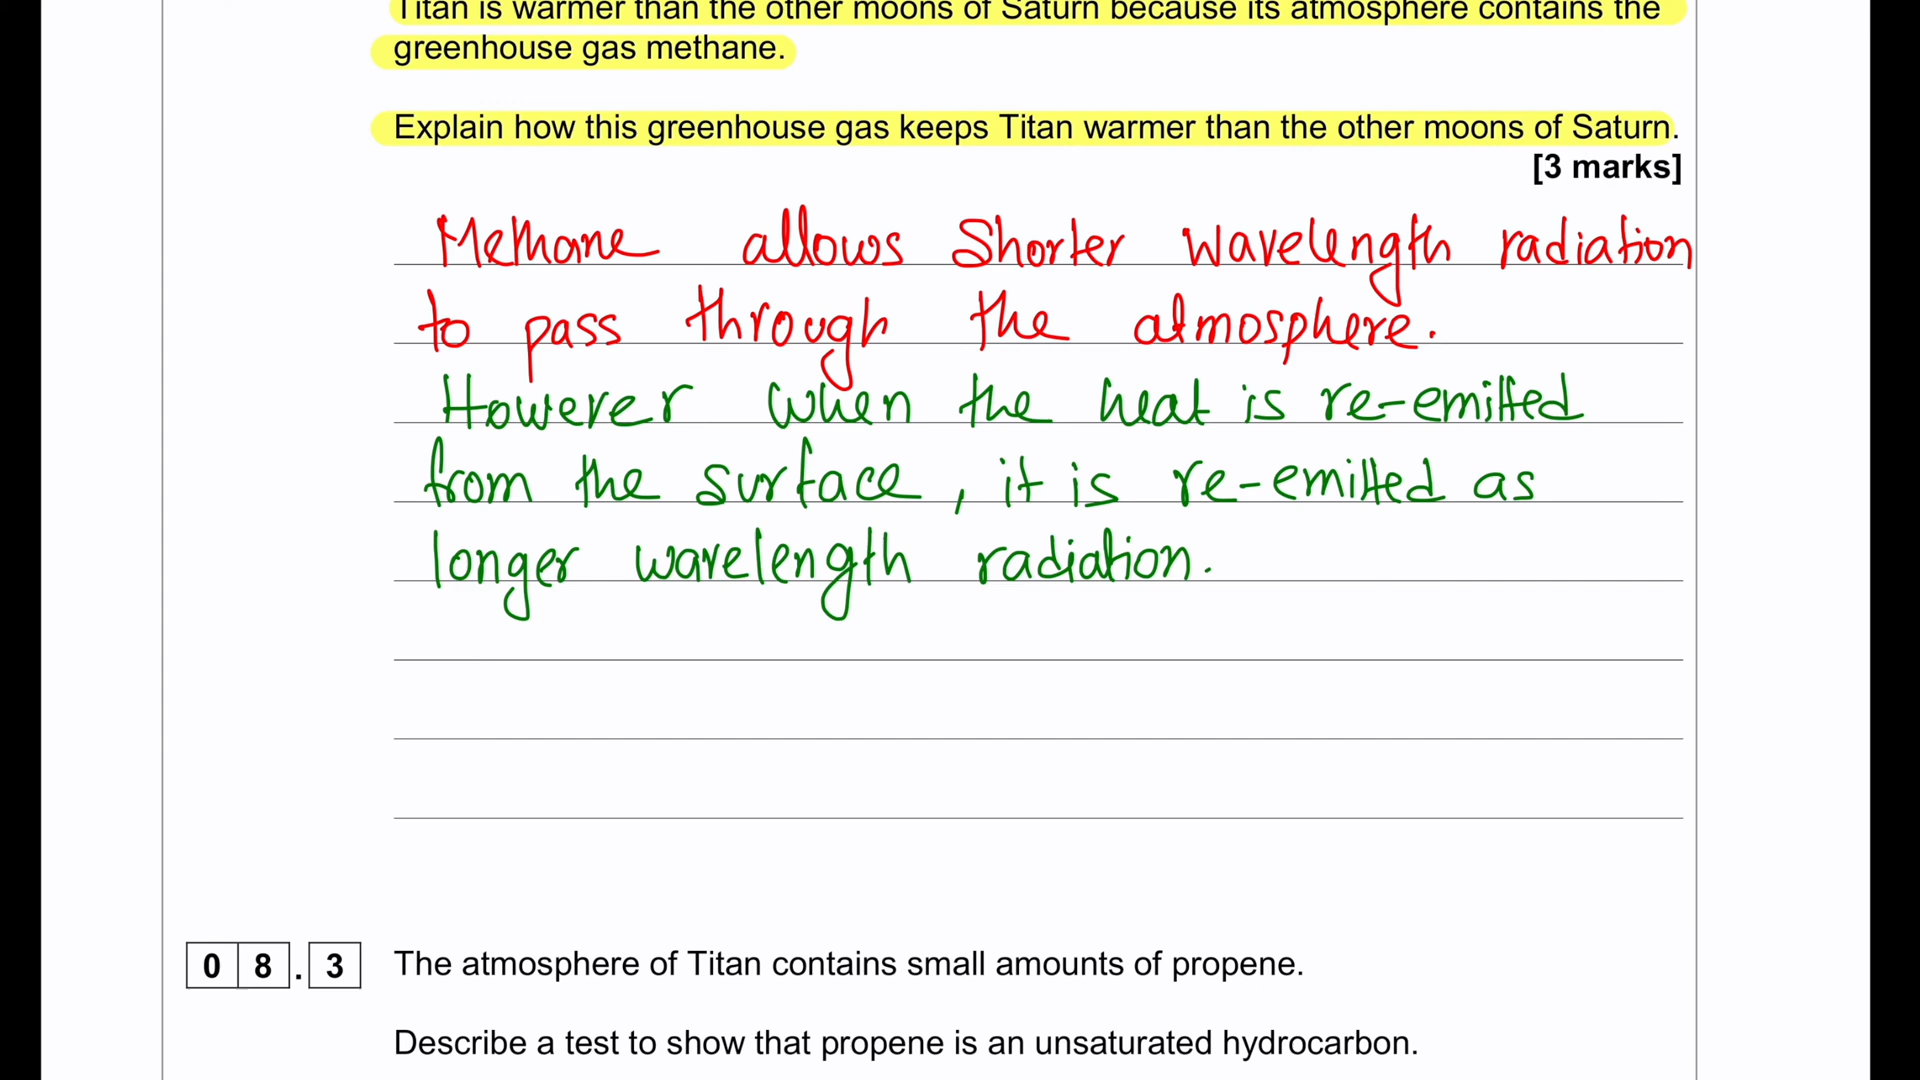 Titan is warmer than the other moons of Saturn because its atmosphere contains the
greenhouse gas methane.
Explain how this greenhouse gas keeps Titan warmer than the other moons of Saturn.
[3 marks]
Methane allows Shorter wavelength radiation
to pass through the atmosphere.
However when the heat is re-emitted
from the surface, it is re-emitted as
longer wavelength radiation.
08.3 The atmosphere of Titan contains small amounts of propene.
Describe a test to show that propene is an unsaturated hydrocarbon.